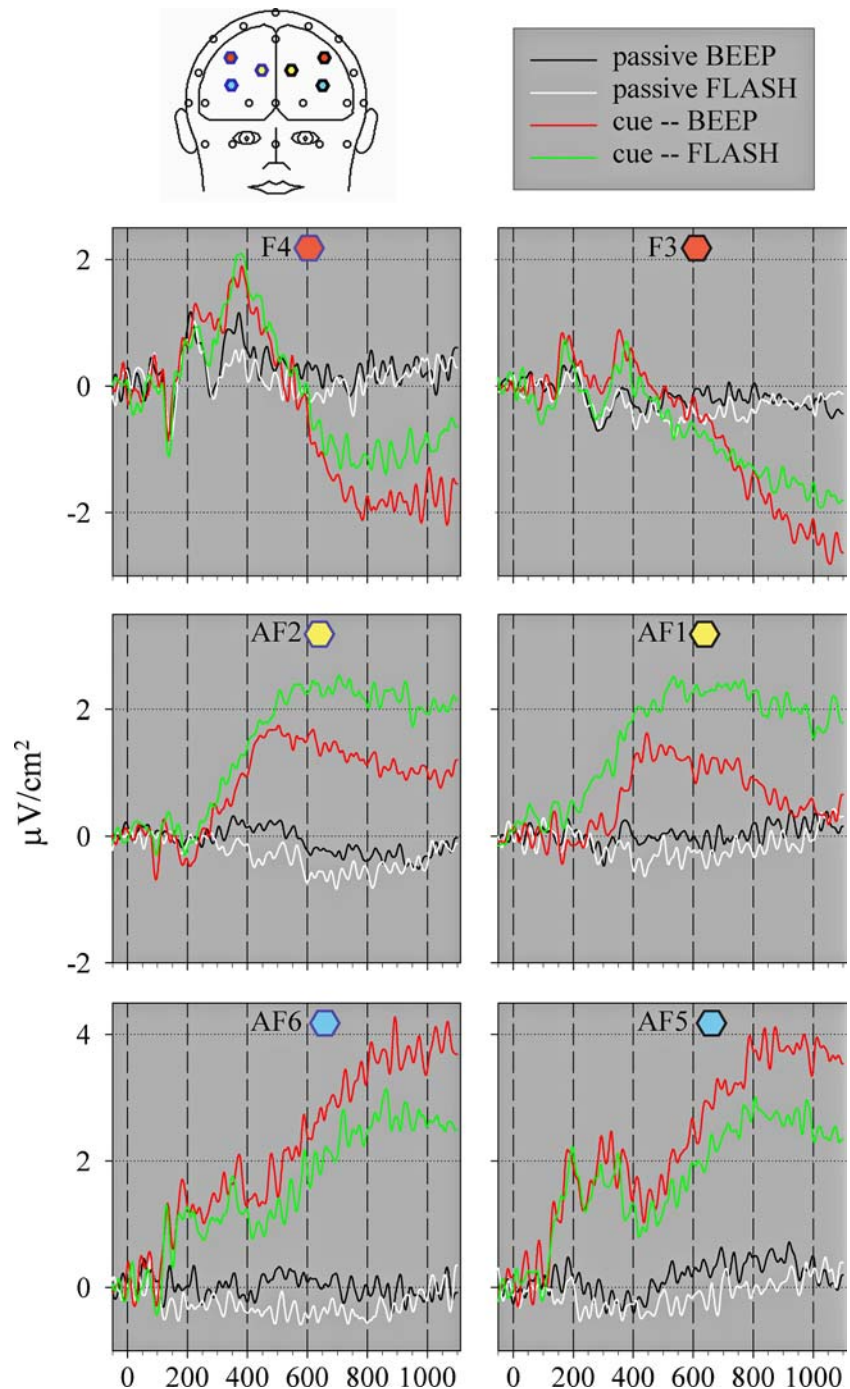 passive BEEP
passive FLASH
cue -- BEEP
cue -- FLASH
F4
F3
2
0
-2
AF2
AF1
2
0
-2
μV/cm²
AF6
AF5
4
2
0
0 200 400 600 800 1000
0 200 400 600 800 1000